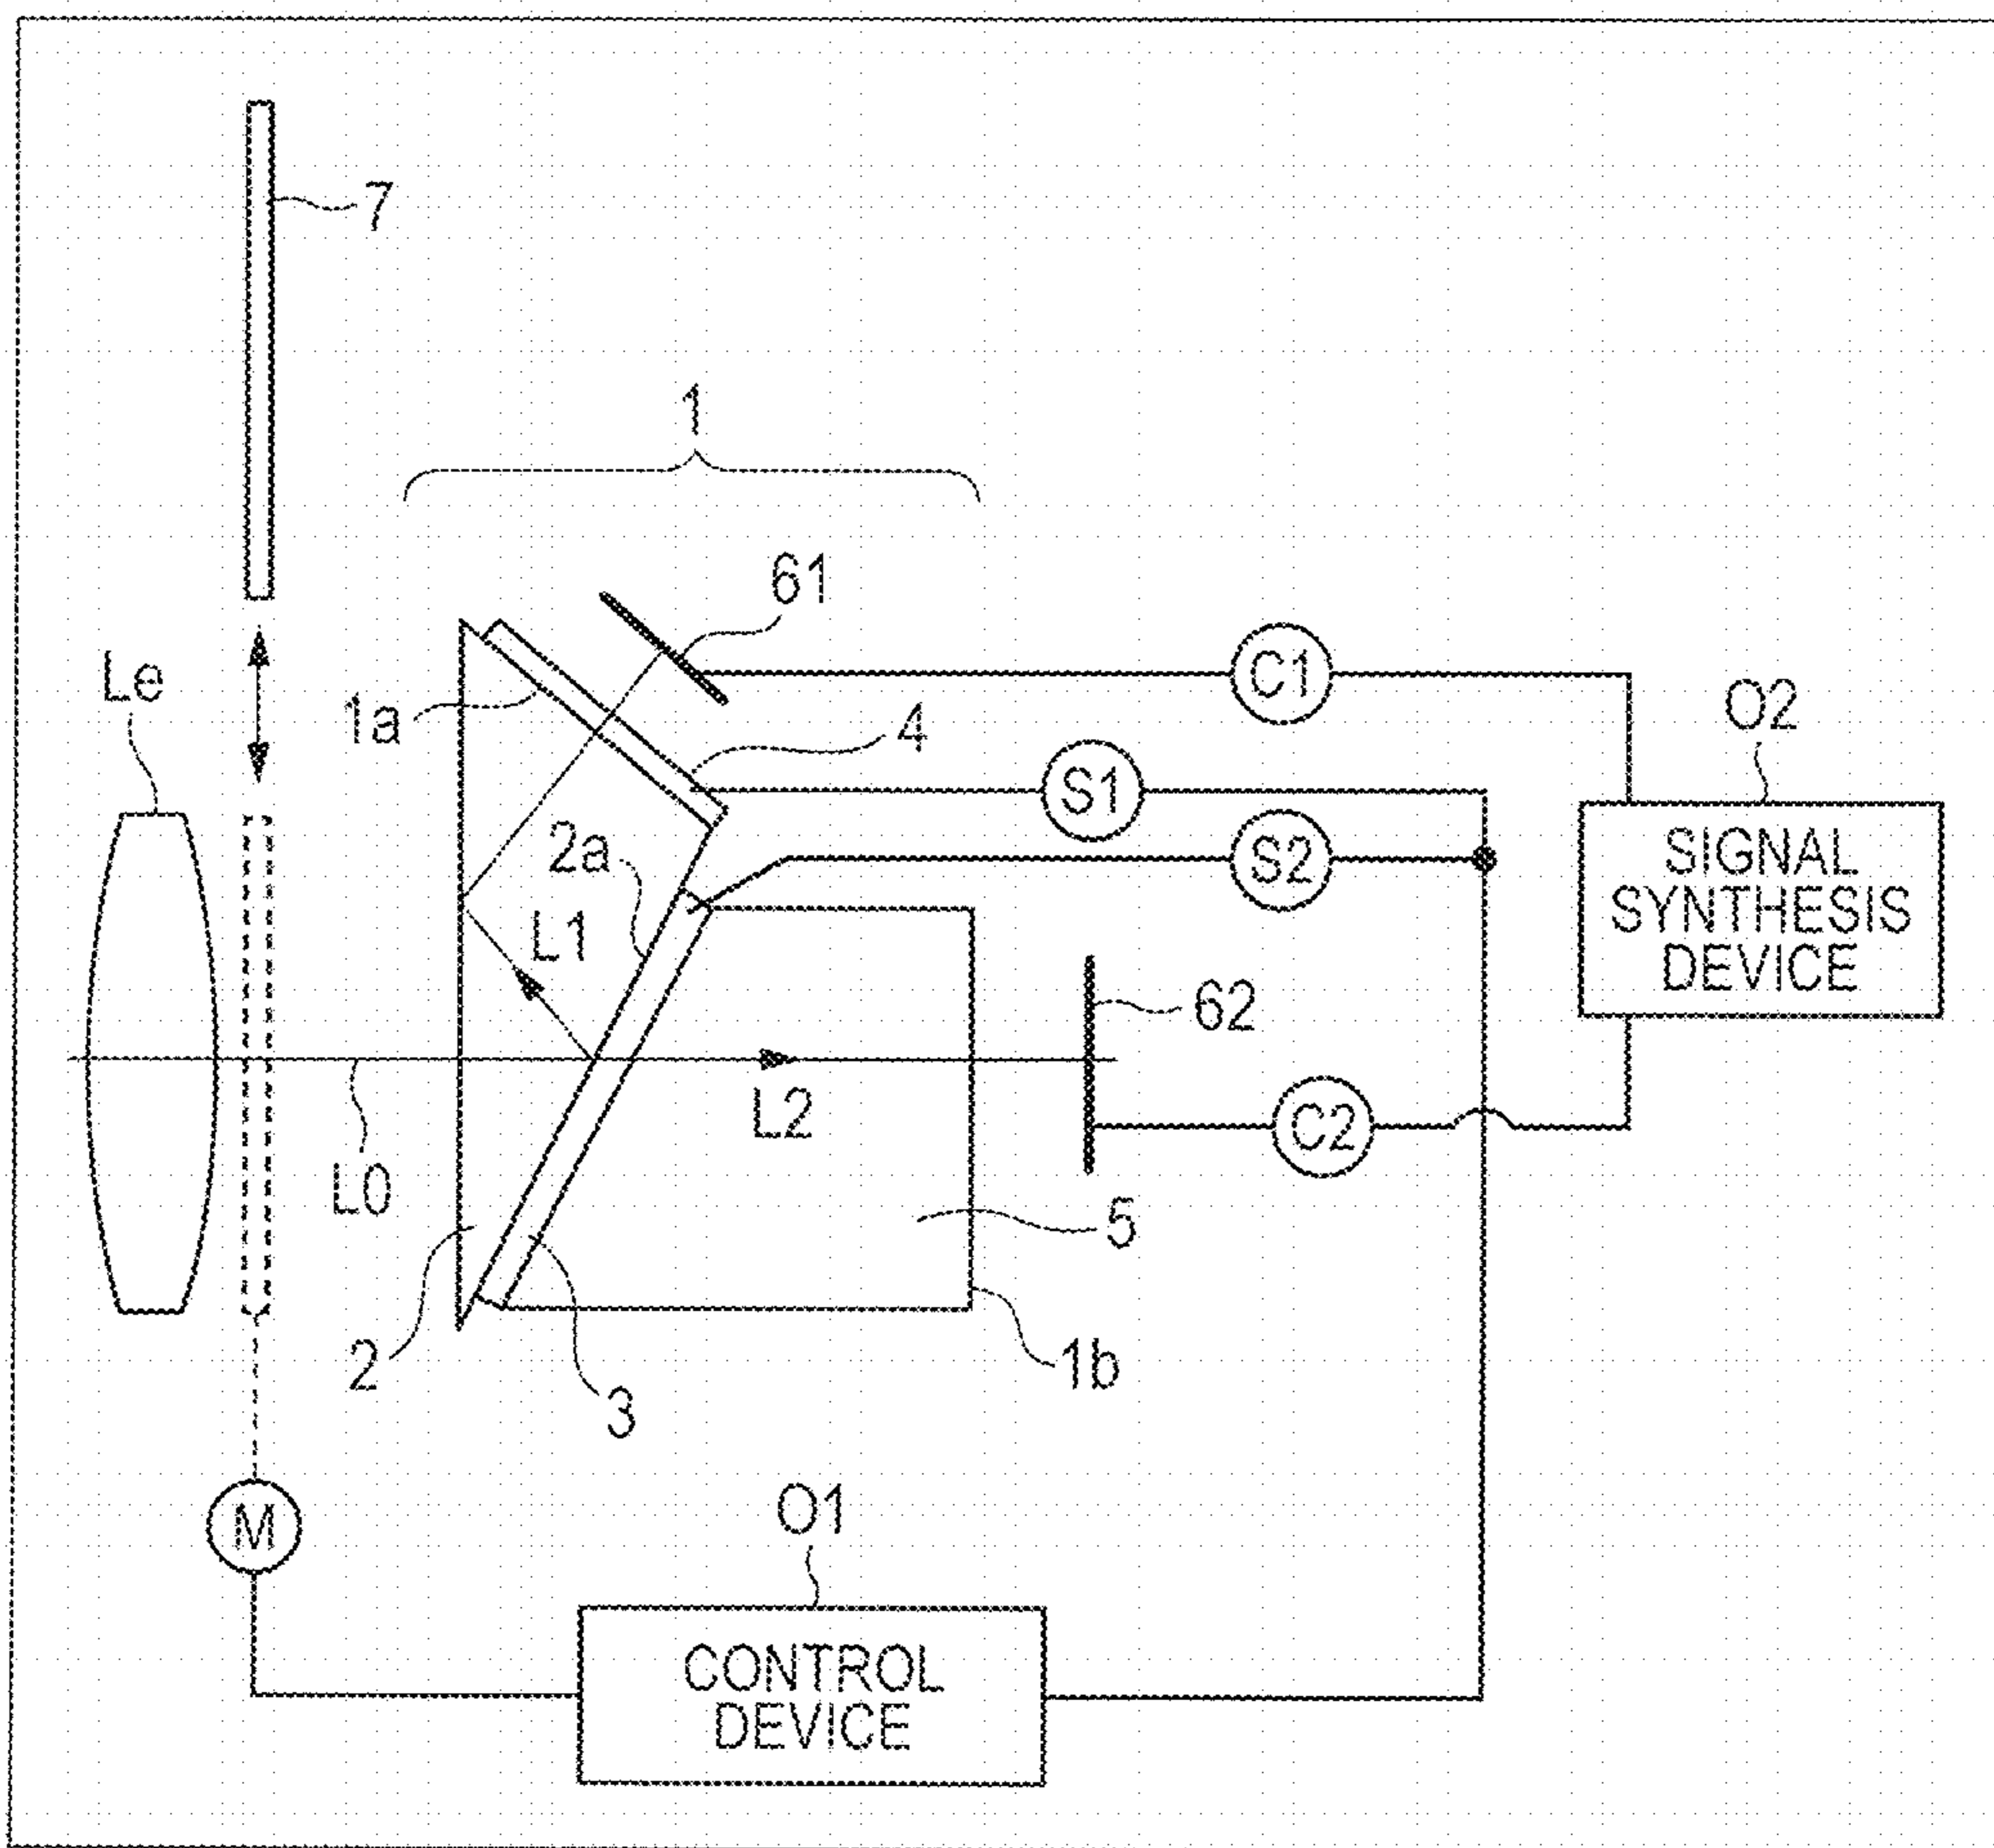 7
1
61
Le
1a
C1
O2
4
S1
2a
S2
SIGNAL
SYNTHESIS
DEVICE
L1
62
L2
C2
L0
5
2
1b
3
O1
M
CONTROL
DEVICE